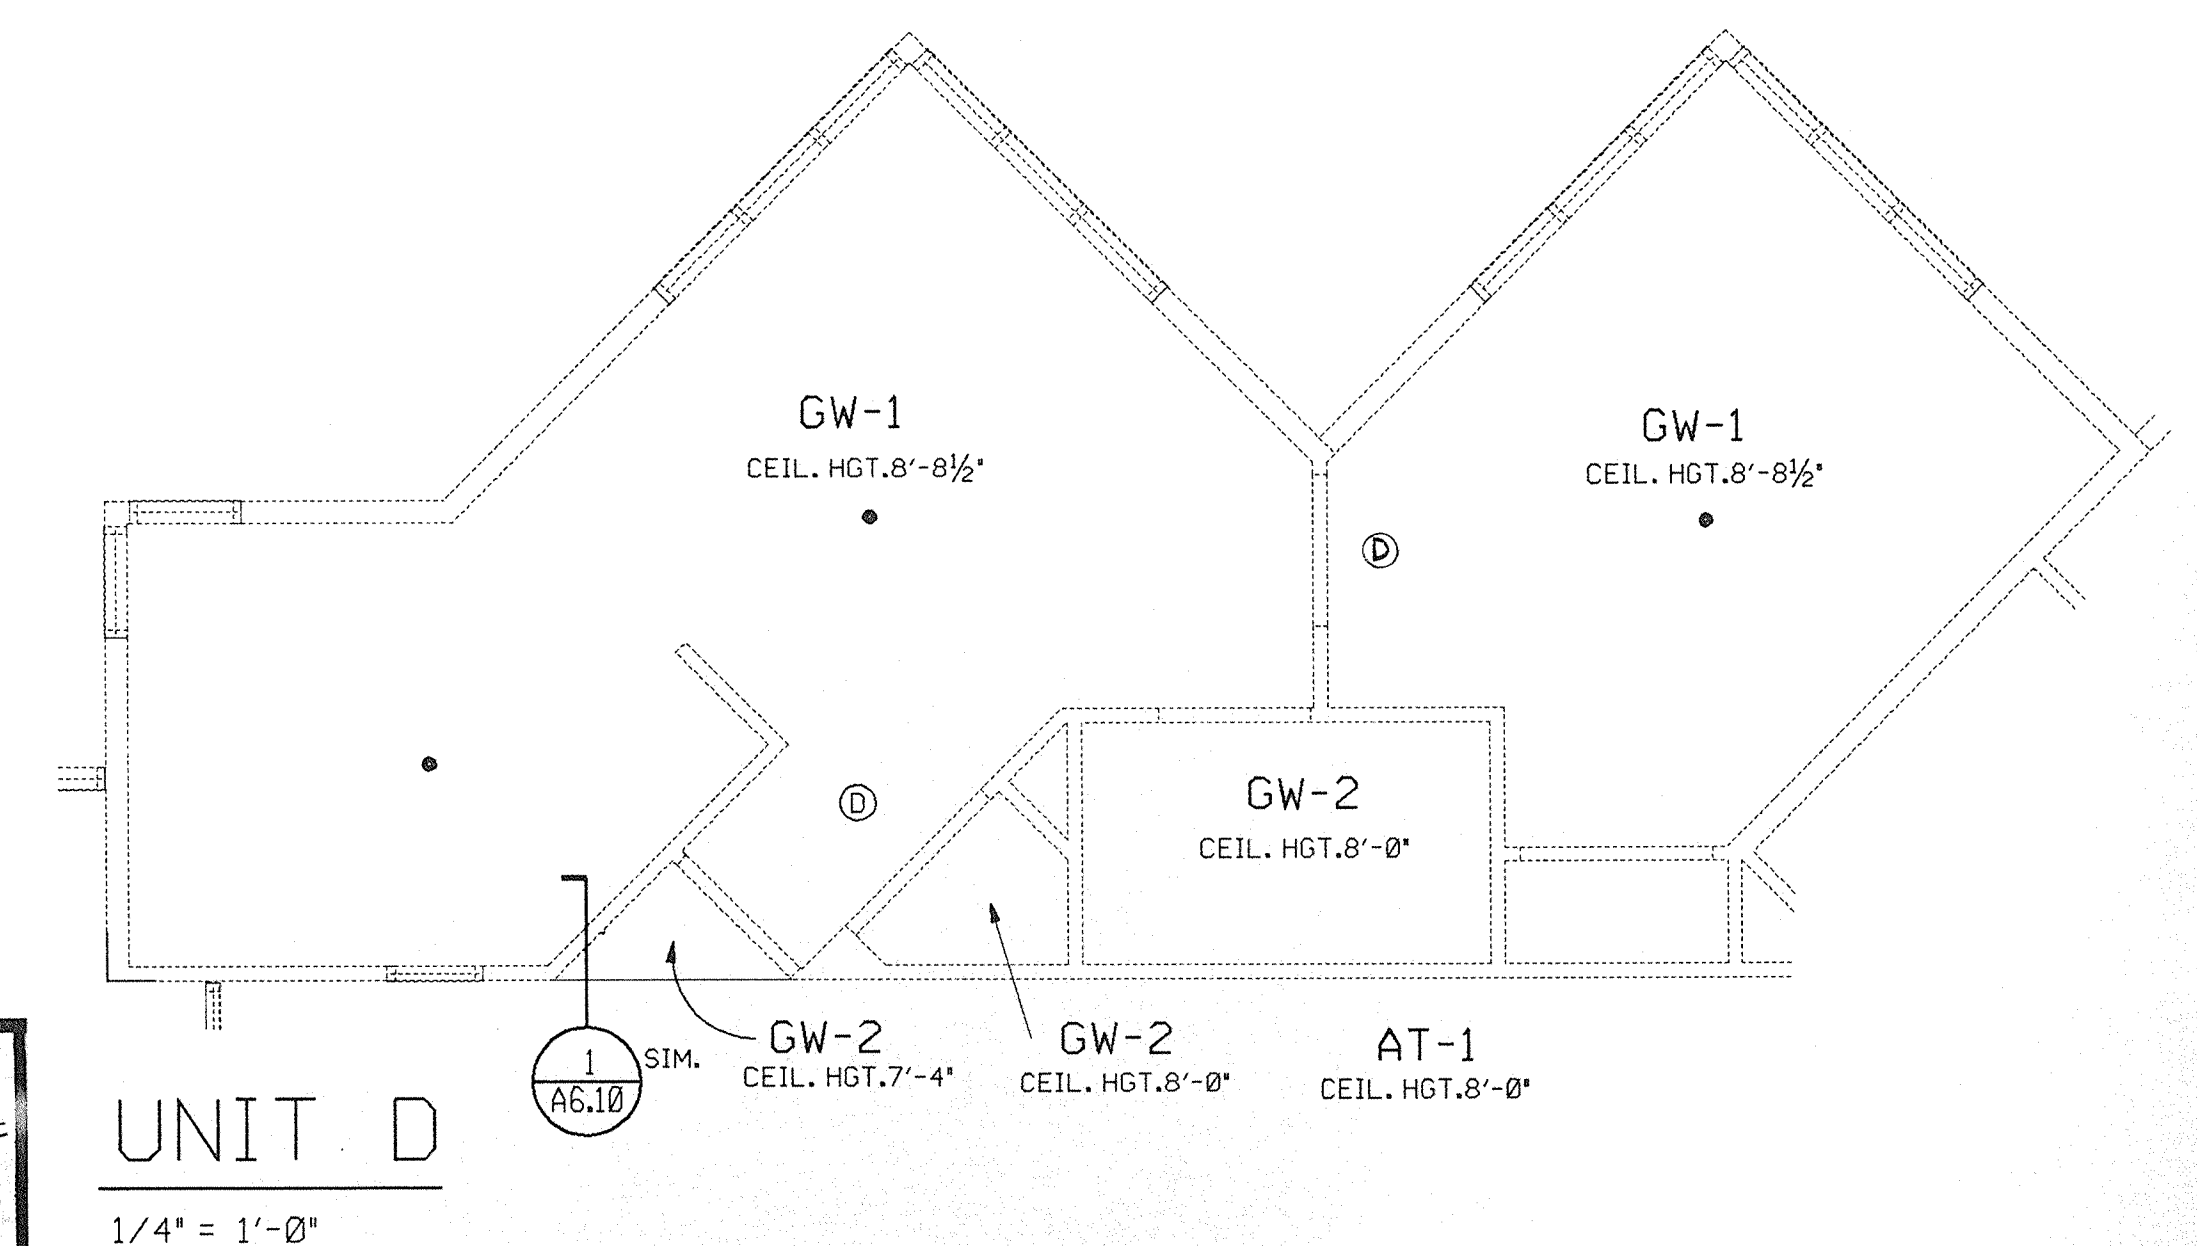 GW-1
CEIL. HGT.8'-8½"
GW-1
CEIL. HGT.8'-8½"
D
D
GW-2
CEIL. HGT.8'-0"
1
A6.10
SIM.
GW-2
CEIL. HGT.7'-4"
GW-2
CEIL. HGT.8'-0"
AT-1
CEIL. HGT.8'-0"
UNIT D
1/4" = 1'-0"